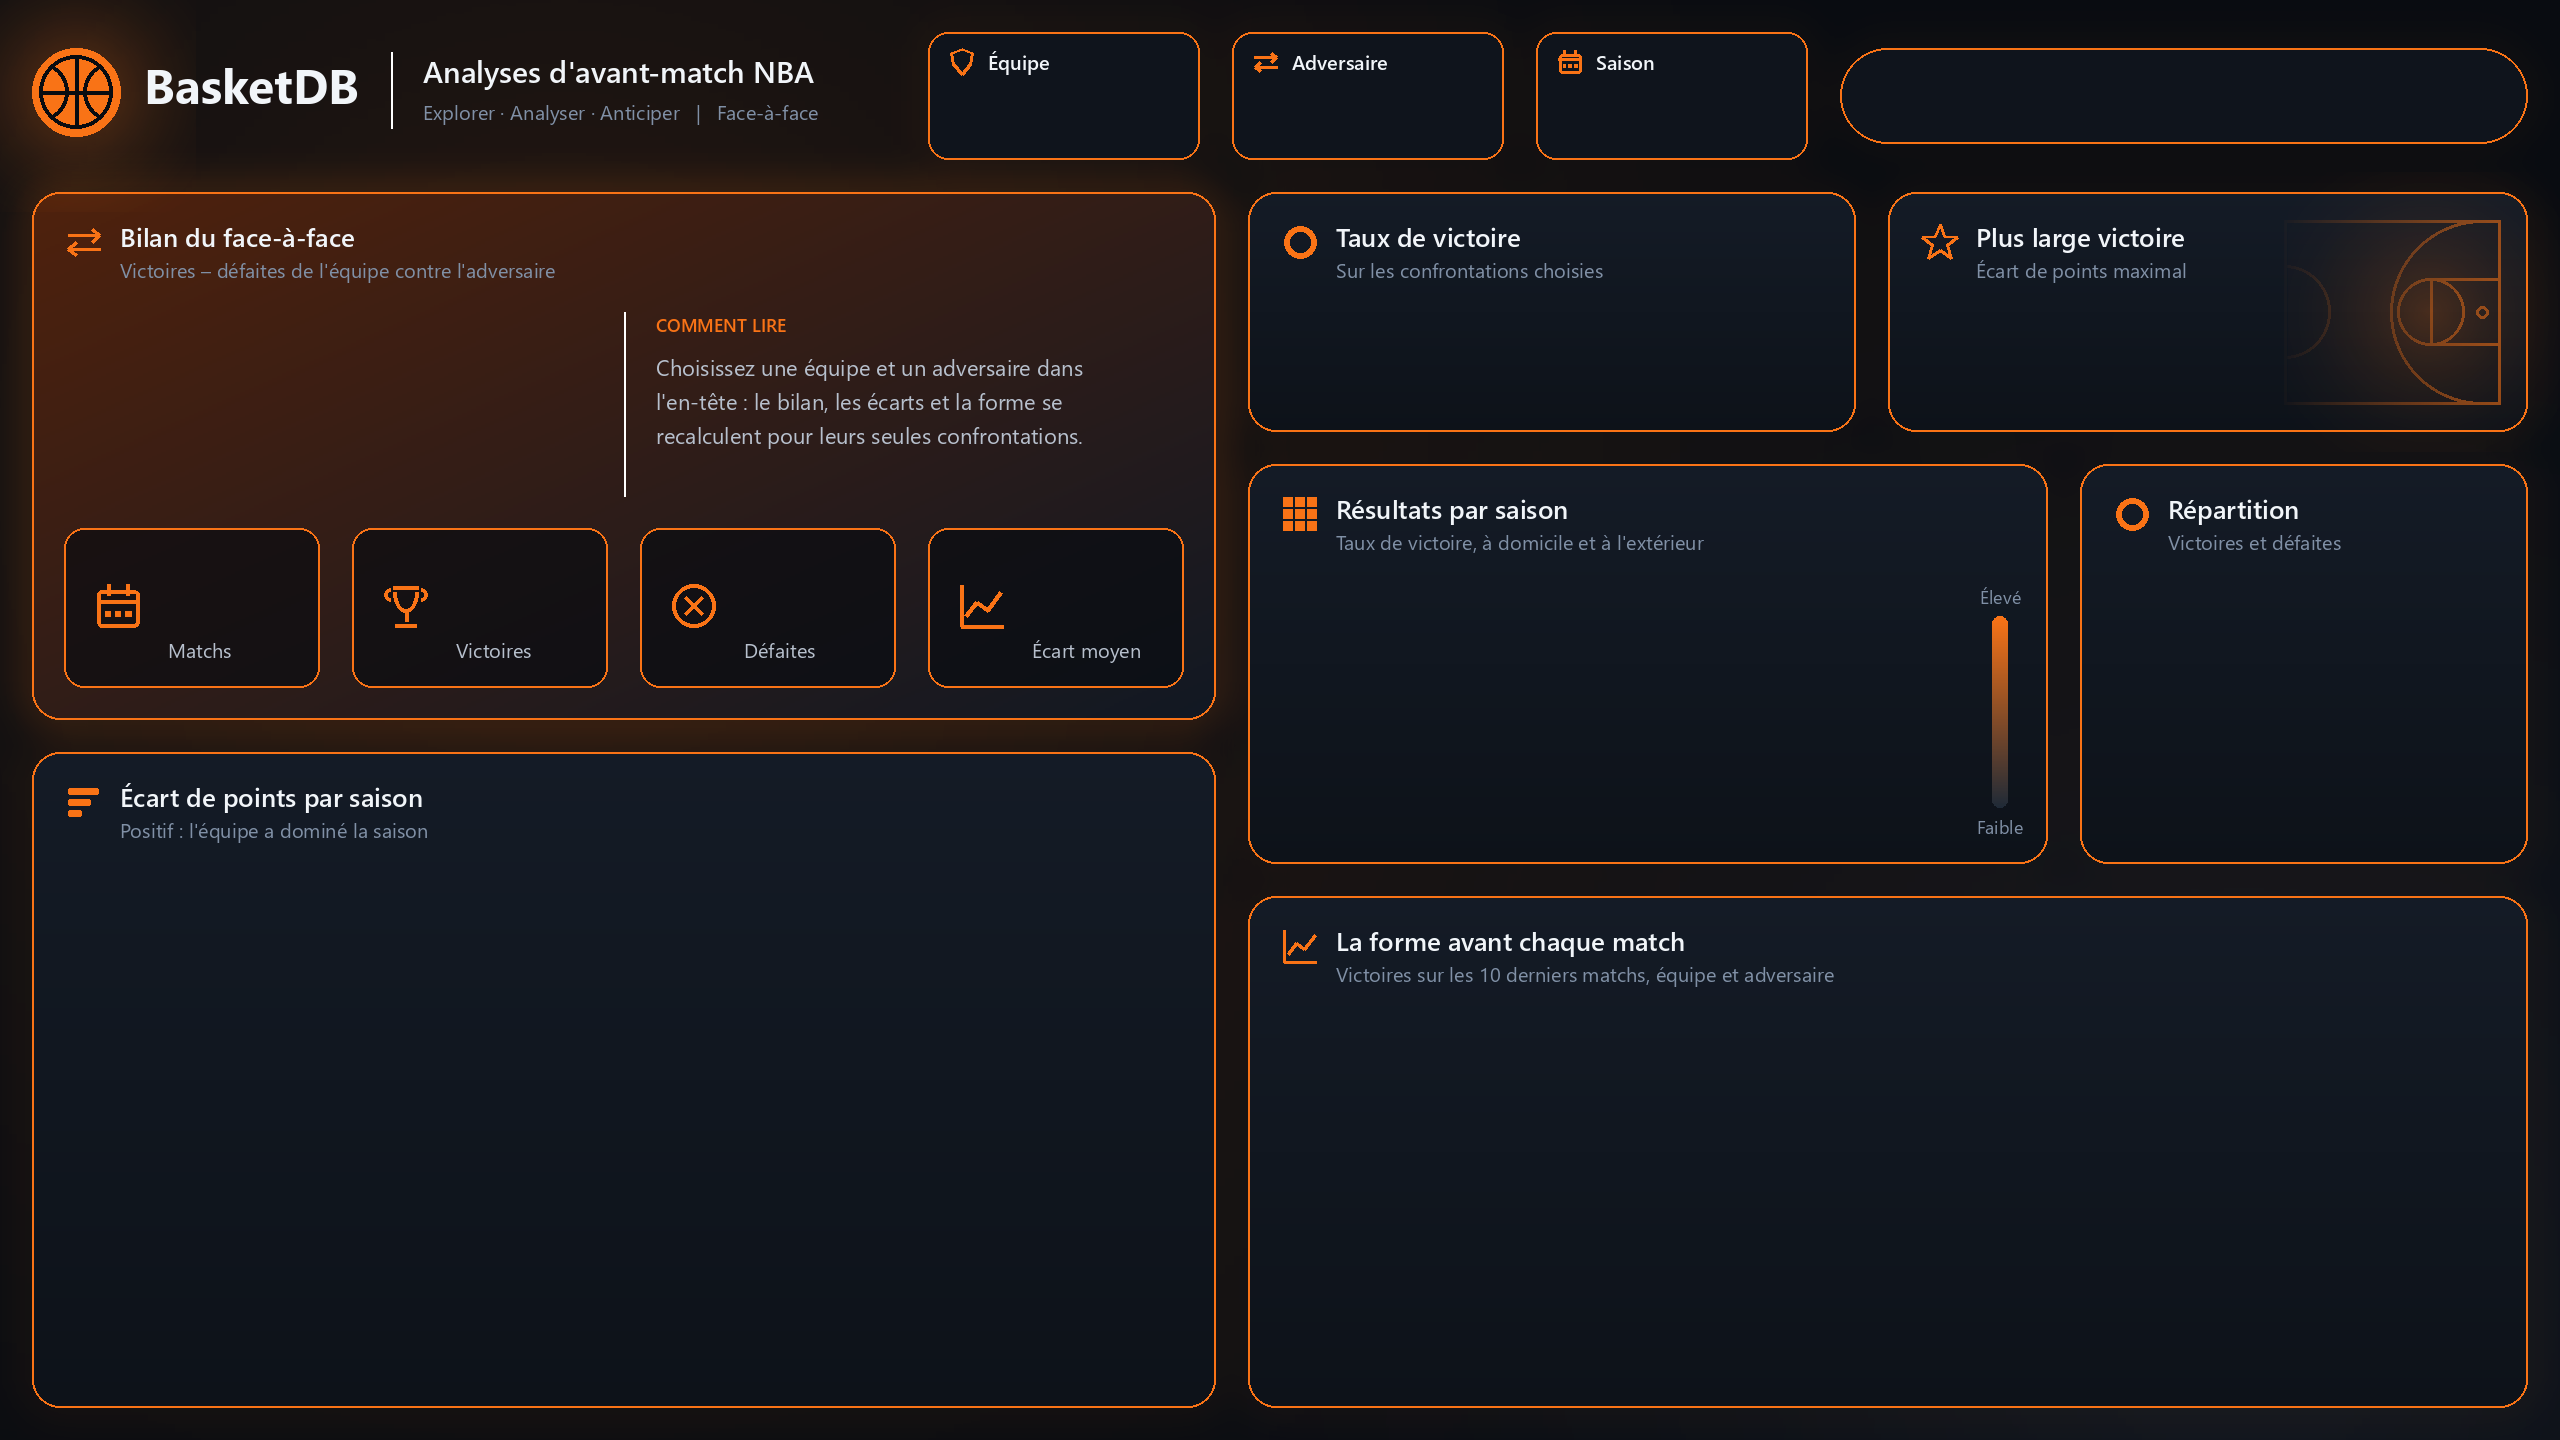 BasketDB
Analyses d'avant-match NBA
Explorer · Analyser · Anticiper | Face-à-face
Équipe
Adversaire
Saison
Bilan du face-à-face
Victoires – défaites de l'équipe contre l'adversaire
COMMENT LIRE
Choisissez une équipe et un adversaire dans
l'en-tête : le bilan, les écarts et la forme se
recalculent pour leurs seules confrontations.
Matchs
Victoires
Défaites
Écart moyen
Taux de victoire
Sur les confrontations choisies
Plus large victoire
Écart de points maximal
Résultats par saison
Taux de victoire, à domicile et à l'extérieur
Élevé
Faible
Répartition
Victoires et défaites
Écart de points par saison
Positif : l'équipe a dominé la saison
La forme avant chaque match
Victoires sur les 10 derniers matchs, équipe et adversaire